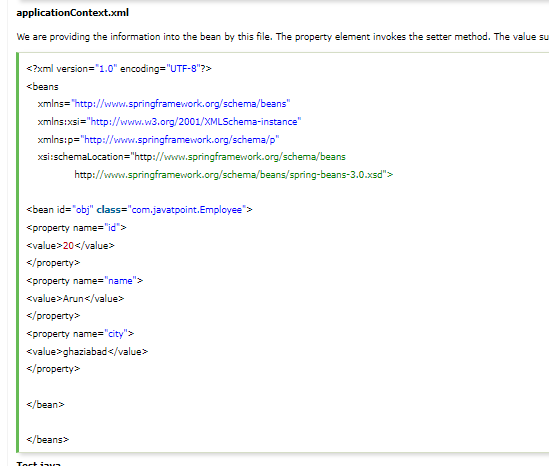 applicationContext.xml
We are providing the information into the bean by this file. The property element invokes the setter method. The value su
<?xml version="1.0" encoding="UTF-8"?>
<beans
xmlns="http://www.springframework.org/schema/beans"
xmlns:xsi="http://www.w3.org/2001/XMLSchema-instance"
xmlns:p="http://www.springframework.org/schema/p"
xsi:schemaLocation="http://www.springframework.org/schema/beans
http://www.springframework.org/schema/beans/spring-beans-3.0.xsd">
<bean id="obj" class="com.javatpoint.Employee">
<property name="id">
<value>20</value>
</property>
<property name="name">
<value>Arun</value>
</property>
<property name="city">
<value>ghaziabad</value>
</property>
</bean>
</beans>
Test.java